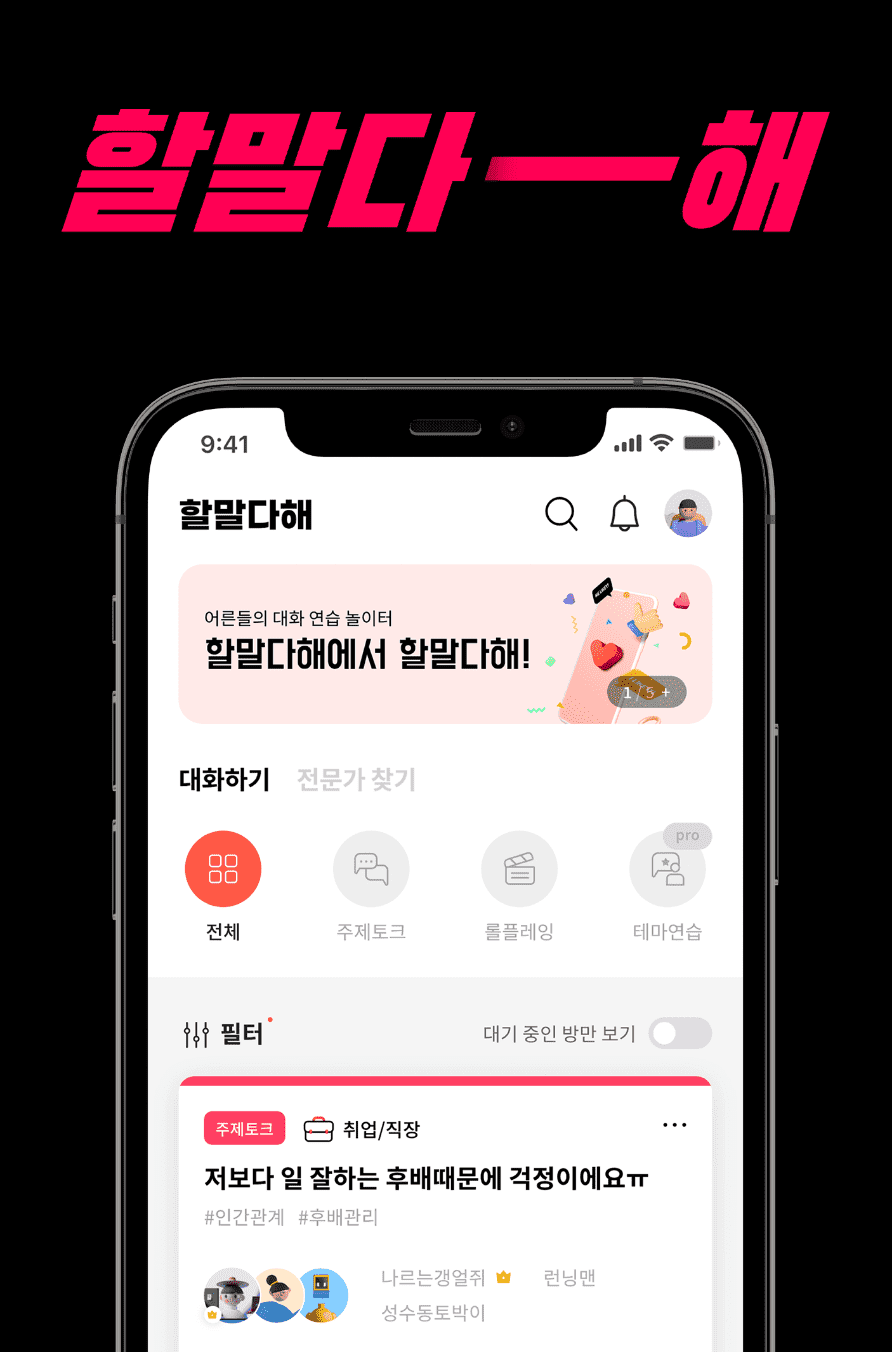 할말다ㅡ해
9:41
할말다해
어른들의 대화 연습 놀이터
할말다해에서 할말다해!
1 / 5 +
대화하기 전문가 찾기
pro
전체 주제토크 롤플레잉 테마연습
필터 대기 중인 방만 보기
주제토크 취업/직장
저보다 일 잘하는 후배때문에 걱정이에요ㅠ
#인간관계 #후배관리
나르는갱얼쥐 런닝맨
성수동토박이